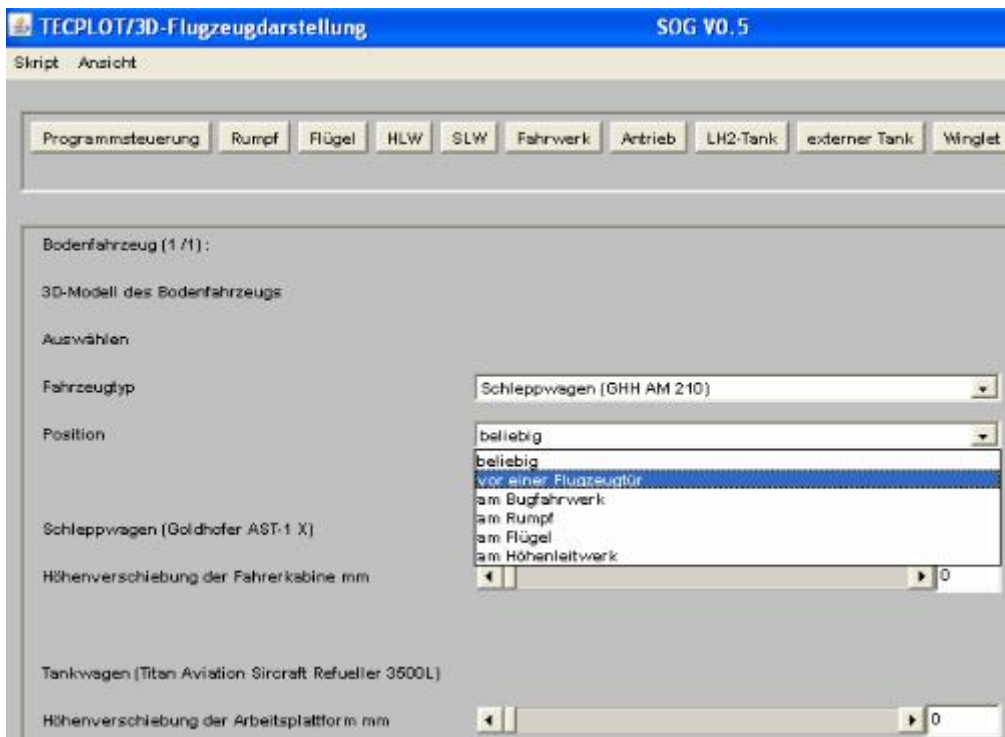 TECPLOT/3D-Flugzeugdarstellung SOG V0.5
Skript Ansicht
Programmsteuerung Rumpf Flügel HLW SLW Fahrwerk Antrieb LH2-Tank externer Tank Winglet
Bodenfahrzeug (1 /1) :
3D-Modell des Bodenfahrzeugs
Auswählen
Fahrzeugtyp Schleppwagen (GHH AM 210)
Position beliebig
beliebig
vor einer Flugzeugtür
am Bugfahrwerk
am Rumpf
am Flügel
am Höhenleitwerk
Schleppwagen (Goldhofer AST-1 X)
Höhenverschiebung der Fahrerkabine mm 0
Tankwagen (Titan Aviation Sircraft Refueller 3500L)
Höhenverschiebung der Arbeitsplattform mm 0